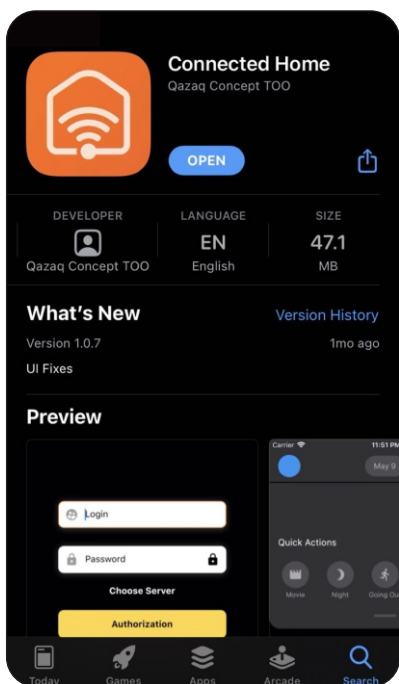 Connected Home
Qazaq Concept TOO
OPEN
DEVELOPER
LANGUAGE
SIZE
EN
47.1
Qazaq Concept TOO
English
MB
What's New
Version History
Version 1.0.7
1mo ago
UI Fixes
Preview
Carrier
11:51 PM
May 9
Login
Password
Choose Server
Authorization
Quick Actions
Movie
Night
Going Ou
Today
Games
Apps
Arcade
Search